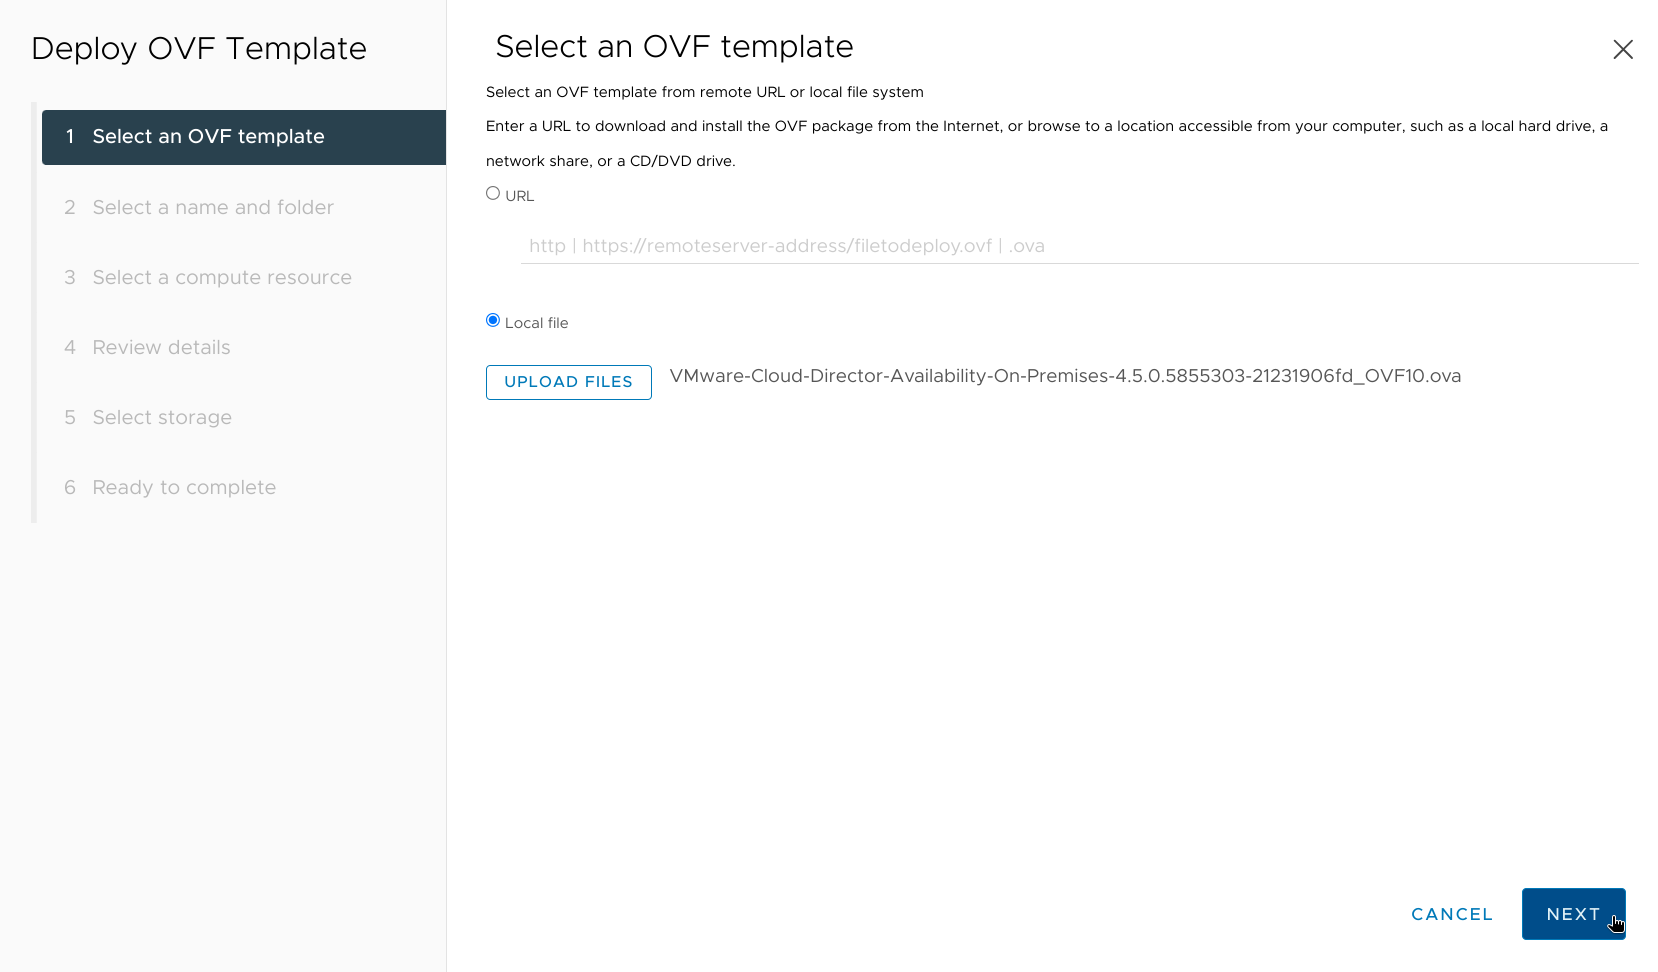 Deploy OVF Template
1 Select an OVF template
2 Select a name and folder
3 Select a compute resource
4 Review details
5 Select storage
6 Ready to complete
Select an OVF template
Select an OVF template from remote URL or local file system
Enter a URL to download and install the OVF package from the Internet, or browse to a location accessible from your computer, such as a local hard drive, a
network share, or a CD/DVD drive.
URL
http | https://remoteserver-address/filetodeploy.ovf | .ova
Local file
UPLOAD FILES VMware-Cloud-Director-Availability-On-Premises-4.5.0.5855303-21231906fd_OVF10.ova
CANCEL NEXT